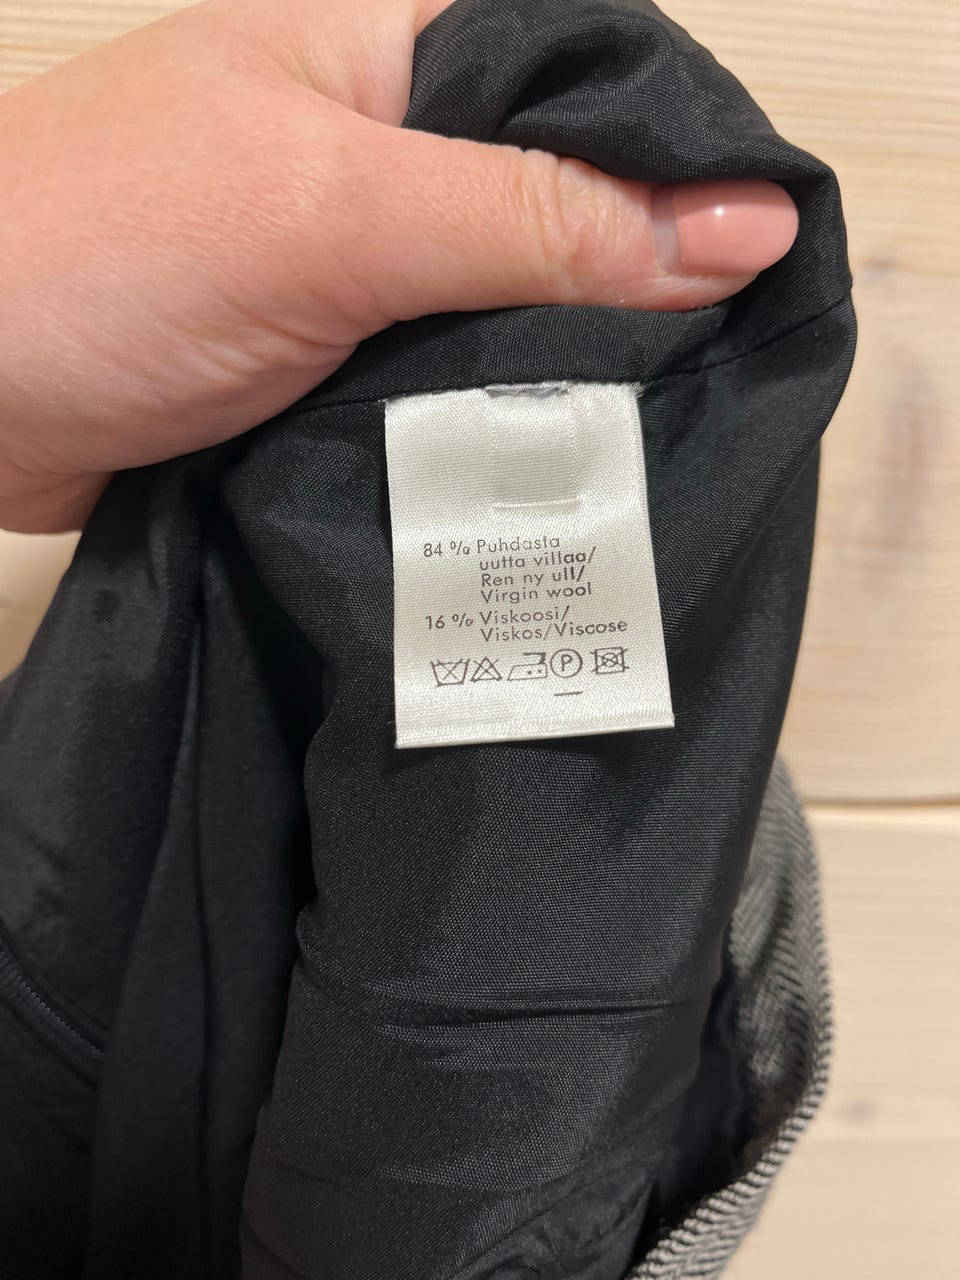 84 % Puhdasta
uutta villaa/
Ren ny ull/
Virgin wool
16 % Viskoosi/
Viskos/Viscose
P